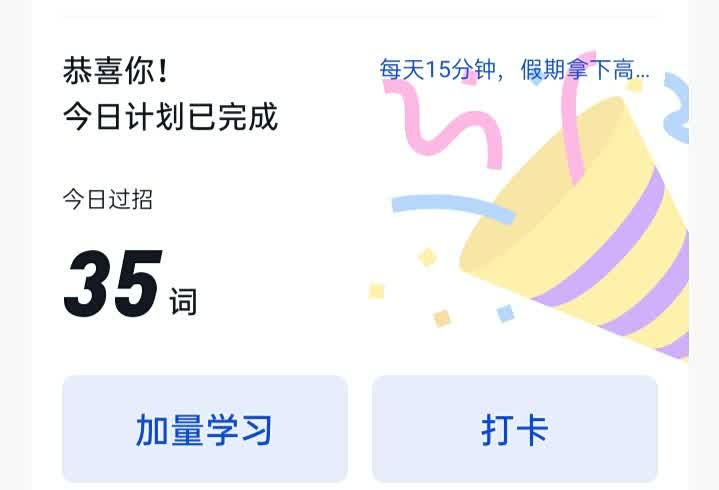 恭喜你！
每天15分钟，假期拿下高…
今日计划已完成
今日过招
35 词
加量学习
打卡